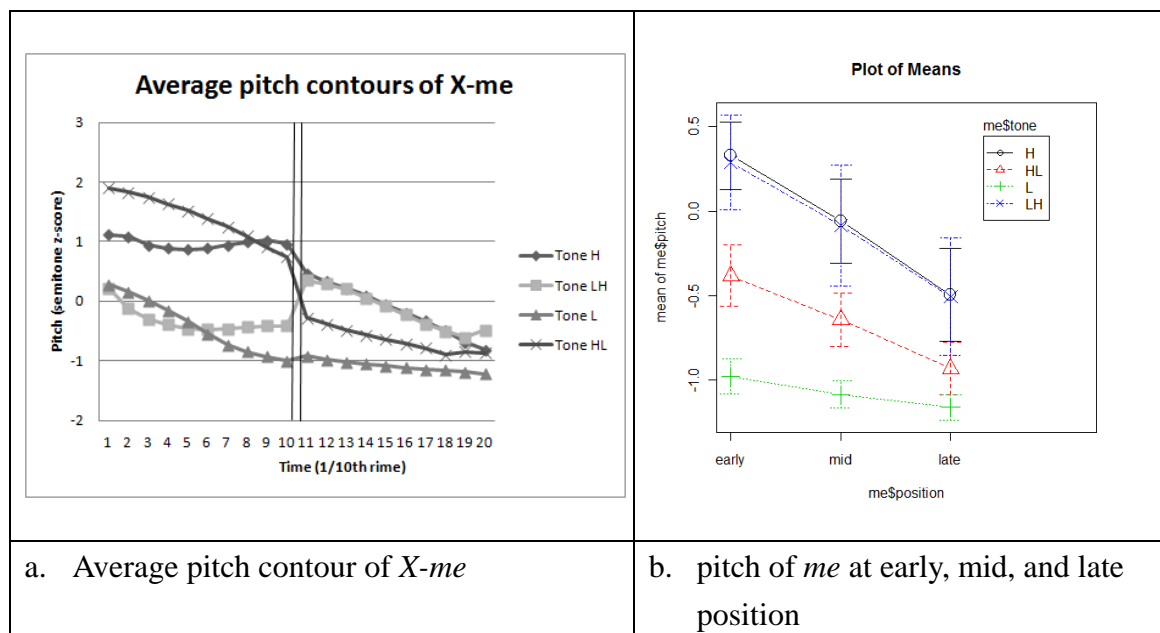 Average pitch contours of X-me
Pitch (semitone z-score)
3
2
1
0
-1
-2
1 2 3 4 5 6 7 8 9 10 11 12 13 14 15 16 17 18 19 20
Time (1/10th rime)
Tone H
Tone LH
Tone L
Tone HL
Plot of Means
mean of me$pitch
0.5
0.0
-0.5
-1.0
me$tone
H
HL
L
LH
early mid late
me$position
a. Average pitch contour of X-me
b. pitch of me at early, mid, and late
position